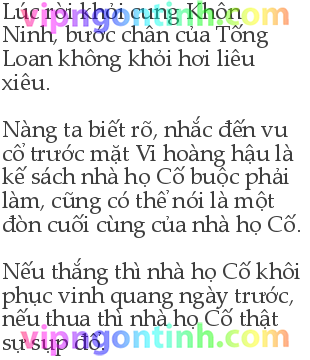 vipngontinh.com
Lúc rời khỏi cung Khôn
Ninh, bước chân của Tống
Loan không khỏi hơi liêu
xiêu.
Nàng ta biết rõ, nhắc đến vu
cổ trước mặt Vi hoàng hậu là
kế sách nhà họ Cố buộc phải
làm, cũng có thể nói là một
đòn cuối cùng của nhà họ Cố.
Nếu thắng thì nhà họ Cố khôi
phục vinh quang ngày trước,
nếu thua thì nhà họ Cố thật
sự sụp đổ.
vipngontinh.com